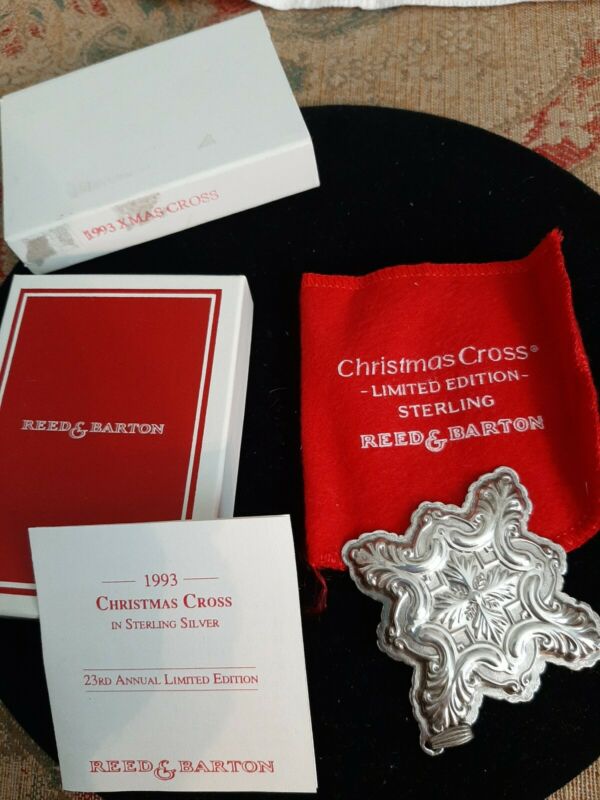 1993 XMAS CROSS
REED & BARTON
Christmas Cross®
-LIMITED EDITION-
STERLING
REED & BARTON
1993
CHRISTMAS CROSS
IN STERLING SILVER
23RD ANNUAL LIMITED EDITION
REED & BARTON